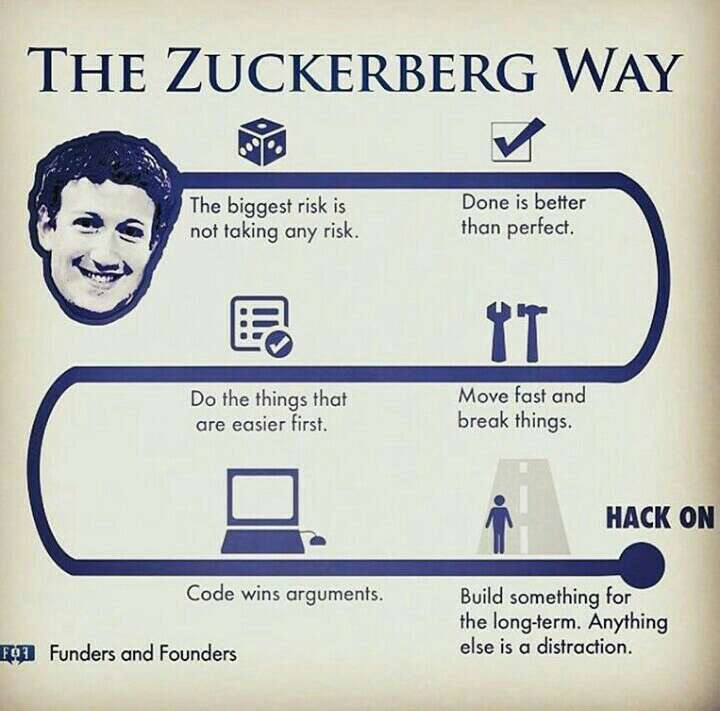 THE ZUCKERBERG WAY
The biggest risk is
not taking any risk.
Done is better
than perfect.
Do the things that
are easier first.
Move fast and
break things.
Code wins arguments.
HACK ON
Build something for
the long-term. Anything
else is a distraction.
Funders and Founders